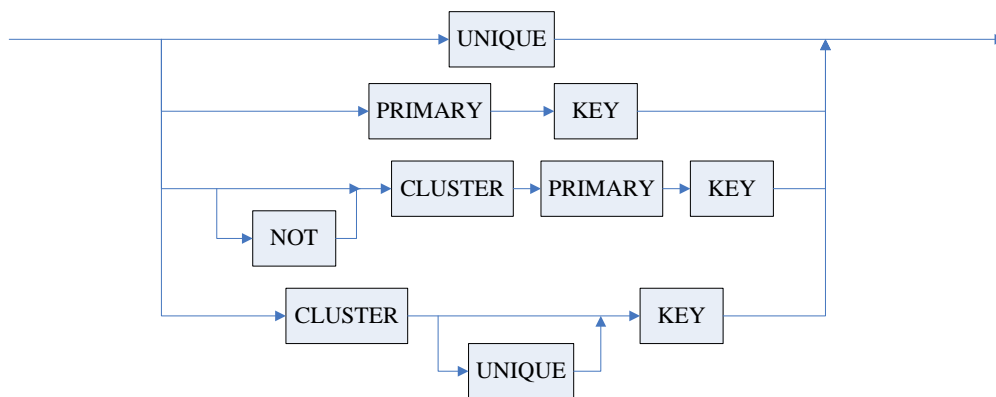 UNIQUE
PRIMARY KEY
CLUSTER PRIMARY KEY
NOT
CLUSTER KEY
UNIQUE